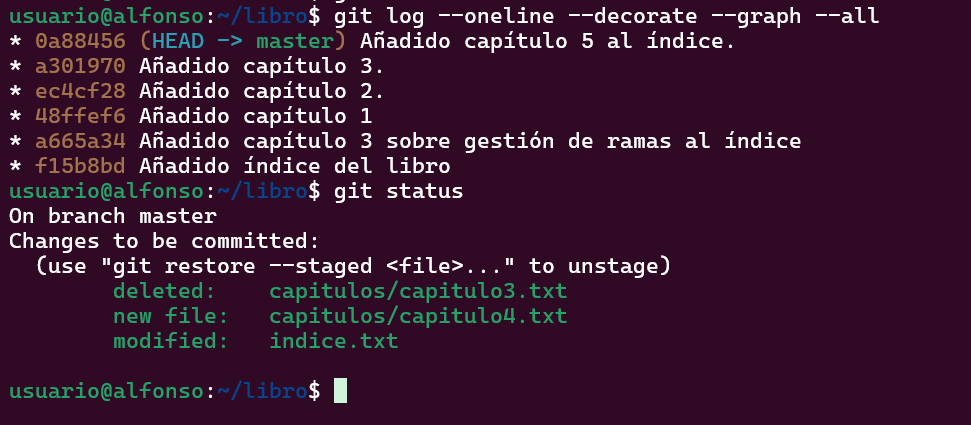 usuario@alfonso:~/libro$ git log --oneline --decorate --graph --all
* 0a88456 (HEAD -> master) Añadido capítulo 5 al índice.
* a301970 Añadido capítulo 3.
* ec4cf28 Añadido capítulo 2.
* 48ffef6 Añadido capítulo 1
* a665a34 Añadido capítulo 3 sobre gestión de ramas al índice
* f15b8bd Añadido índice del libro
usuario@alfonso:~/libro$ git status
On branch master
Changes to be committed:
  (use "git restore --staged <file>..." to unstage)
        deleted:    capitulos/capitulo3.txt
        new file:   capitulos/capitulo4.txt
        modified:   indice.txt

usuario@alfonso:~/libro$